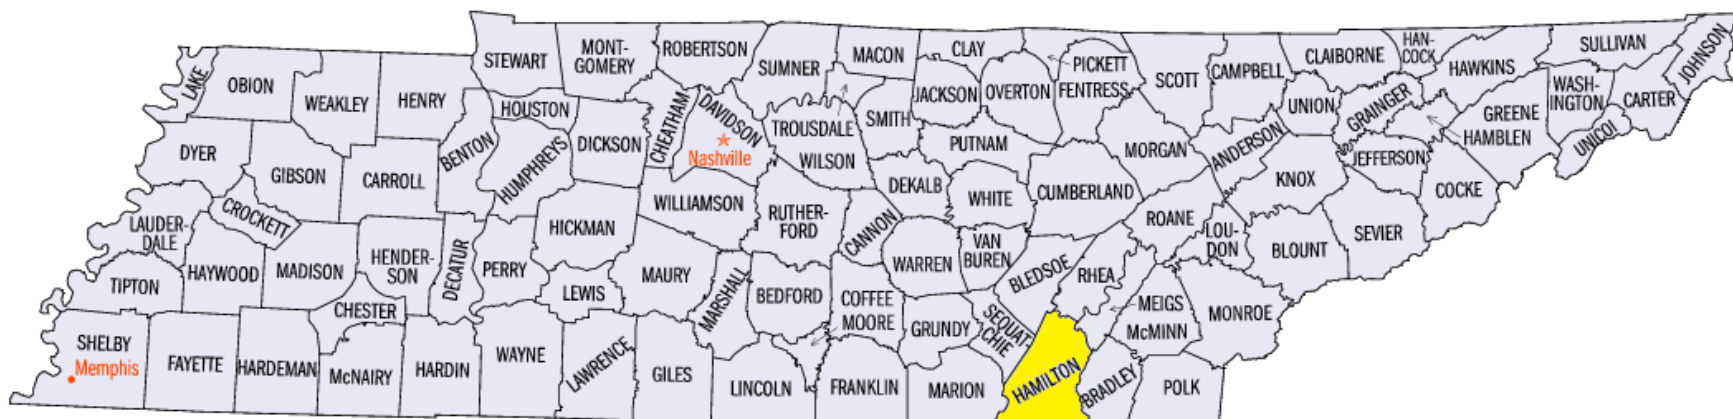 STEWART
MONT-
GOMERY
ROBERTSON
SUMNER
MACON
CLAY
PICKETT
FENTRESS
SCOTT
CAMPBELL
CLAIBORNE
HAN-
COCK
HAWKINS
SULLIVAN
JOHNSON
LAKE
OBION
WEAKLEY
HENRY
HOUSTON
BENTON
HUMPHREYS
DICKSON
CHEATHAM
DAVIDSON
Nashville
TROUSDALE
WILSON
SMITH
JACKSON
OVERTON
PUTNAM
MORGAN
ANDERSON
UNION
GRAINGER
GREENE
HAMBLEN
WASH-
INGTON
CARTER
UNICOI
DYER
GIBSON
CARROLL
CROCKETT
WILLIAMSON
RUTHER-
FORD
CANNON
DEKALB
WHITE
CUMBERLAND
ROANE
KNOX
JEFFERSON
COCKE
SEVIER
BLOUNT
LOU-
DON
LAUDER-
DALE
HAYWOOD
MADISON
HENDER-
SON
DECATUR
PERRY
HICKMAN
LEWIS
MAURY
MARSHALL
BEDFORD
COFFEE
MOORE
WARREN
VAN
BUREN
BLEDSOE
RHEA
MEIGS
McMINN
MONROE
TIPTON
CHESTER
SHELBY
Memphis
FAYETTE
HARDEMAN
McNAIRY
HARDIN
WAYNE
LAWRENCE
GILES
LINCOLN
FRANKLIN
GRUNDY
SEQUAT-
CHIE
MARION
HAMILTON
BRADLEY
POLK